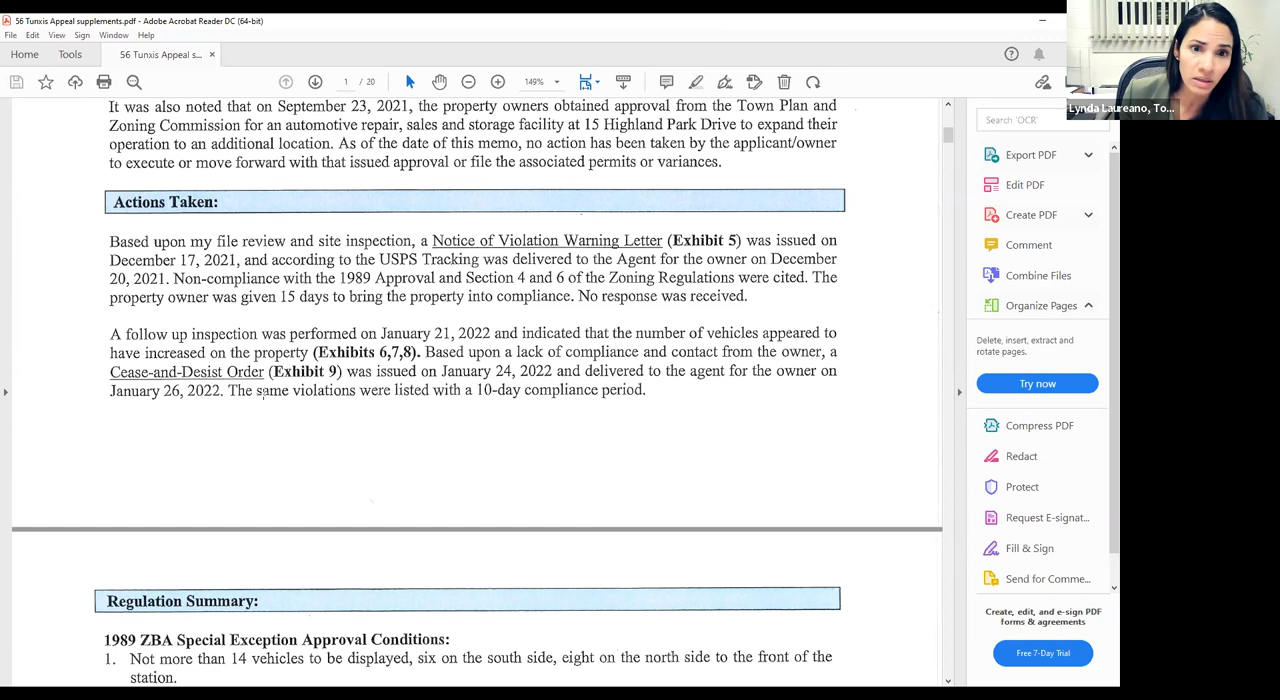 56 Tunxis Appeal supplements.pdf - Adobe Acrobat Reader DC (64-bit)
File Edit View Sign Window Help
Home Tools 56 Tunxis Appeal s... ×
1 / 20 149%
Lynda Laureano, To...
It was also noted that on September 23, 2021, the property owners obtained approval from the Town Plan and
Zoning Commission for an automotive repair, sales and storage facility at 15 Highland Park Drive to expand their
operation to an additional location. As of the date of this memo, no action has been taken by the applicant/owner
to execute or move forward with that issued approval or file the associated permits or variances.
Actions Taken:
Based upon my file review and site inspection, a Notice of Violation Warning Letter (Exhibit 5) was issued on
December 17, 2021, and according to the USPS Tracking was delivered to the Agent for the owner on December
20, 2021. Non-compliance with the 1989 Approval and Section 4 and 6 of the Zoning Regulations were cited. The
property owner was given 15 days to bring the property into compliance. No response was received.
A follow up inspection was performed on January 21, 2022 and indicated that the number of vehicles appeared to
have increased on the property (Exhibits 6,7,8). Based upon a lack of compliance and contact from the owner, a
Cease-and-Desist Order (Exhibit 9) was issued on January 24, 2022 and delivered to the agent for the owner on
January 26, 2022. The same violations were listed with a 10-day compliance period.
Regulation Summary:
1989 ZBA Special Exception Approval Conditions:
1. Not more than 14 vehicles to be displayed, six on the south side, eight on the north side to the front of the
station.
Search 'OCR'
Export PDF
Edit PDF
Create PDF
Comment
Combine Files
Organize Pages
Delete, insert, extract and
rotate pages.
Try now
Compress PDF
Redact
Protect
Request E-signat...
Fill & Sign
Send for Comme...
Create, edit, and e-sign PDF
forms & agreements
Free 7-Day Trial